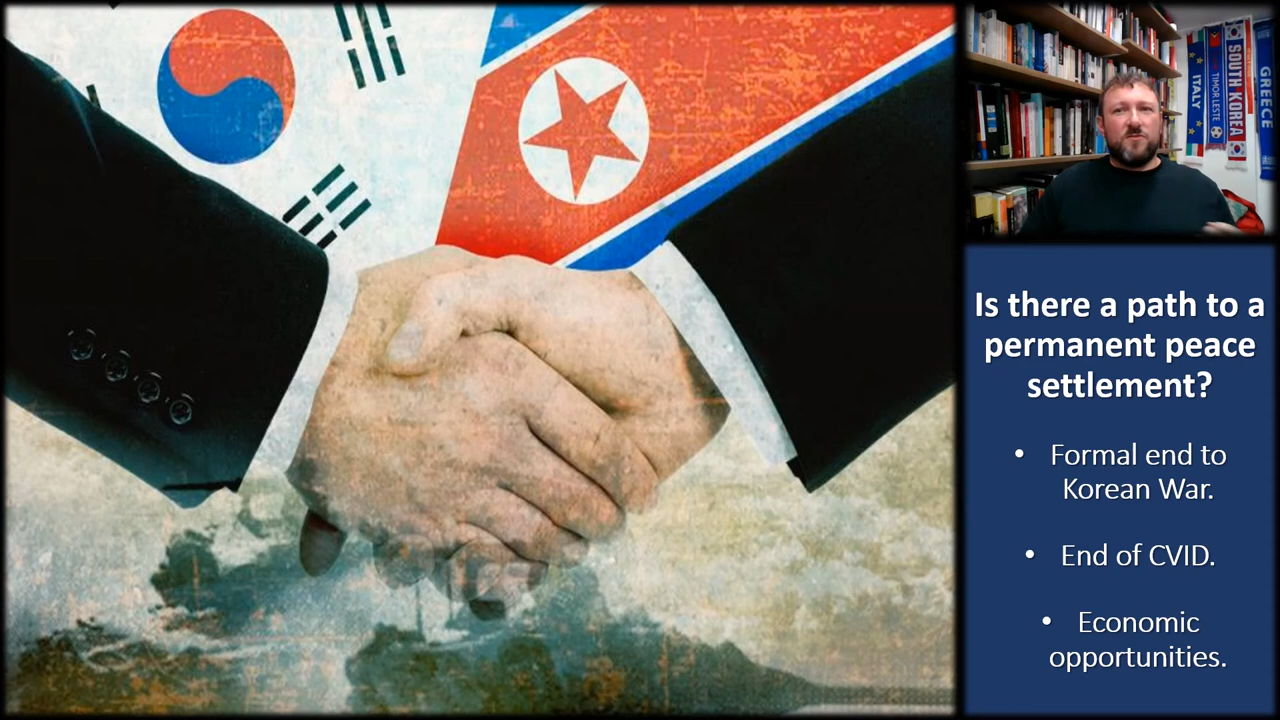 ITALY
TIMOR LESTE
SOUTH KOREA
GREECE
Is there a path to a
permanent peace
settlement?
• Formal end to
Korean War.
• End of CVID.
• Economic
opportunities.